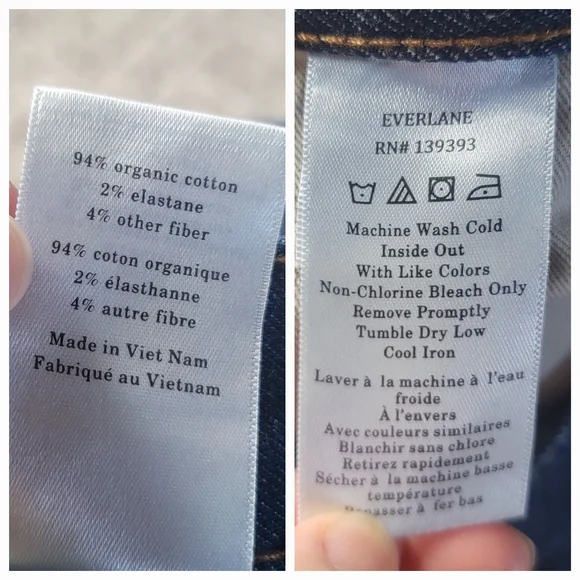 94% organic cotton
2% elastane
4% other fiber
94% coton organique
2% élasthanne
4% autre fibre
Made in Viet Nam
Fabriqué au Vietnam
EVERLANE
RN# 139393
Machine Wash Cold
Inside Out
With Like Colors
Non-Chlorine Bleach Only
Remove Promptly
Tumble Dry Low
Cool Iron
Laver à la machine à l'eau
froide
À l'envers
Avec couleurs similaires
Blanchir sans chlore
Retirez rapidement
Sécher à la machine basse
température
Repasser à fer bas